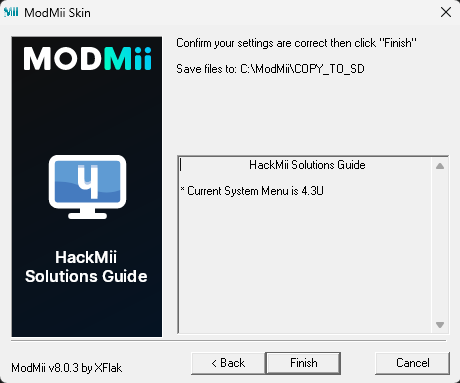 ModMii Skin
MODMii
HackMii
Solutions Guide
Confirm your settings are correct then click "Finish"
Save files to: C:\ModMii\COPY_TO_SD
HackMii Solutions Guide
* Current System Menu is 4.3U
ModMii v8.0.3 by XFlak
< Back
Finish
Cancel